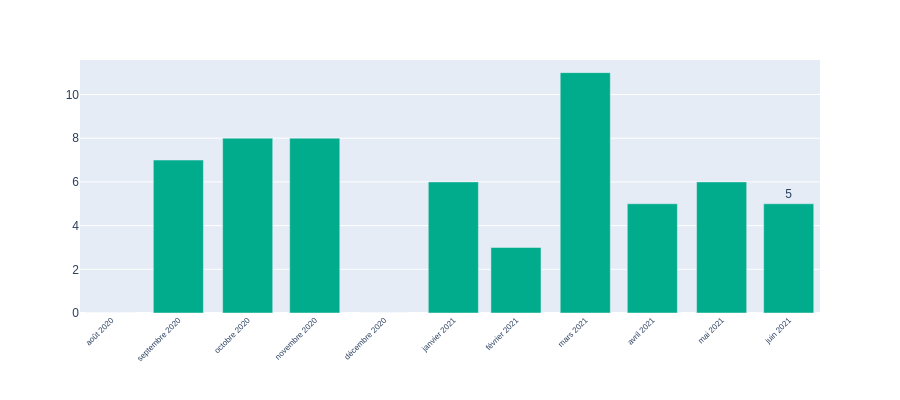 10
8
6
4
2
0
5
août 2020
septembre 2020
octobre 2020
novembre 2020
décembre 2020
janvier 2021
février 2021
mars 2021
avril 2021
mai 2021
juin 2021